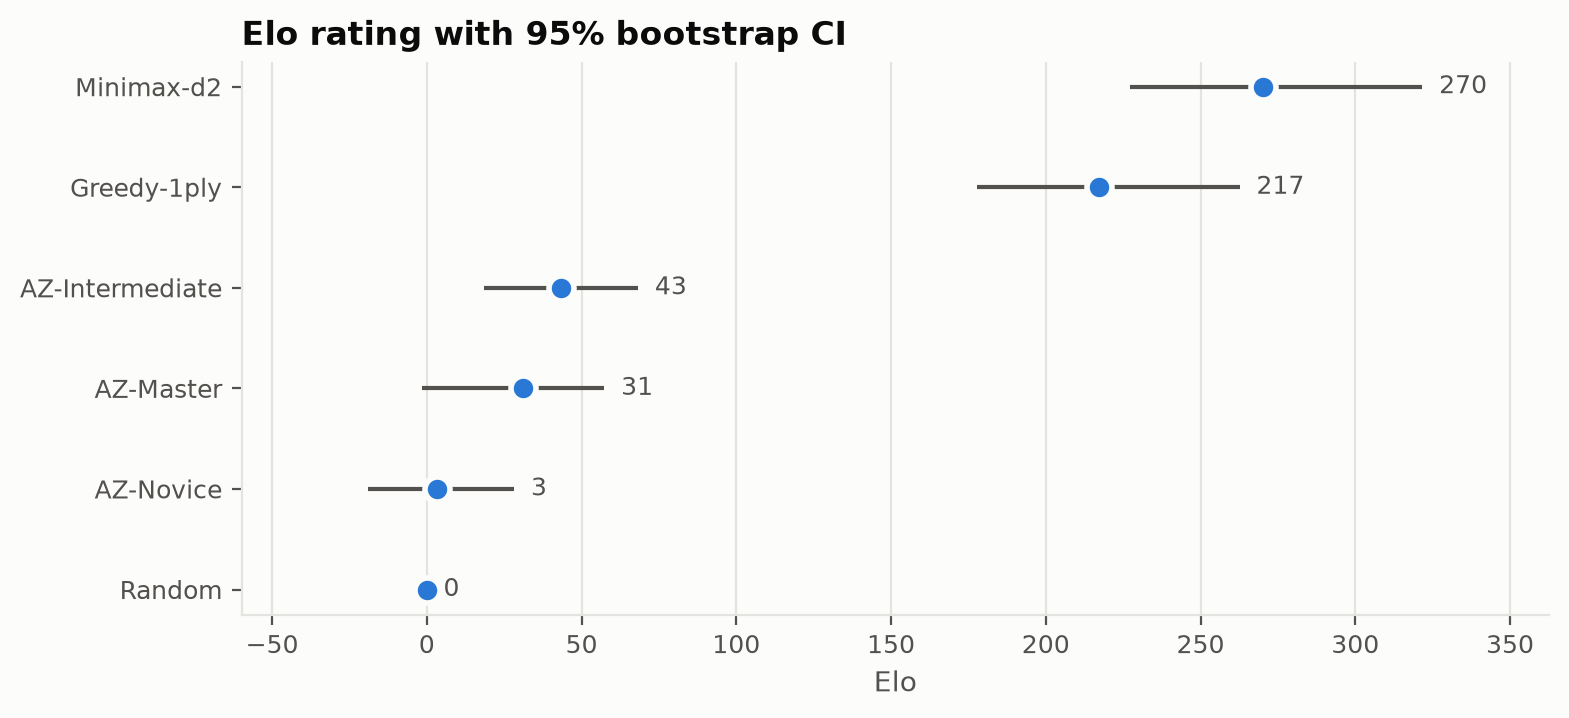 Elo rating with 95% bootstrap CI
Minimax-d2
270
Greedy-1ply
217
AZ-Intermediate
43
AZ-Master
31
AZ-Novice
3
Random
0
−50 0 50 100 150 200 250 300 350
Elo